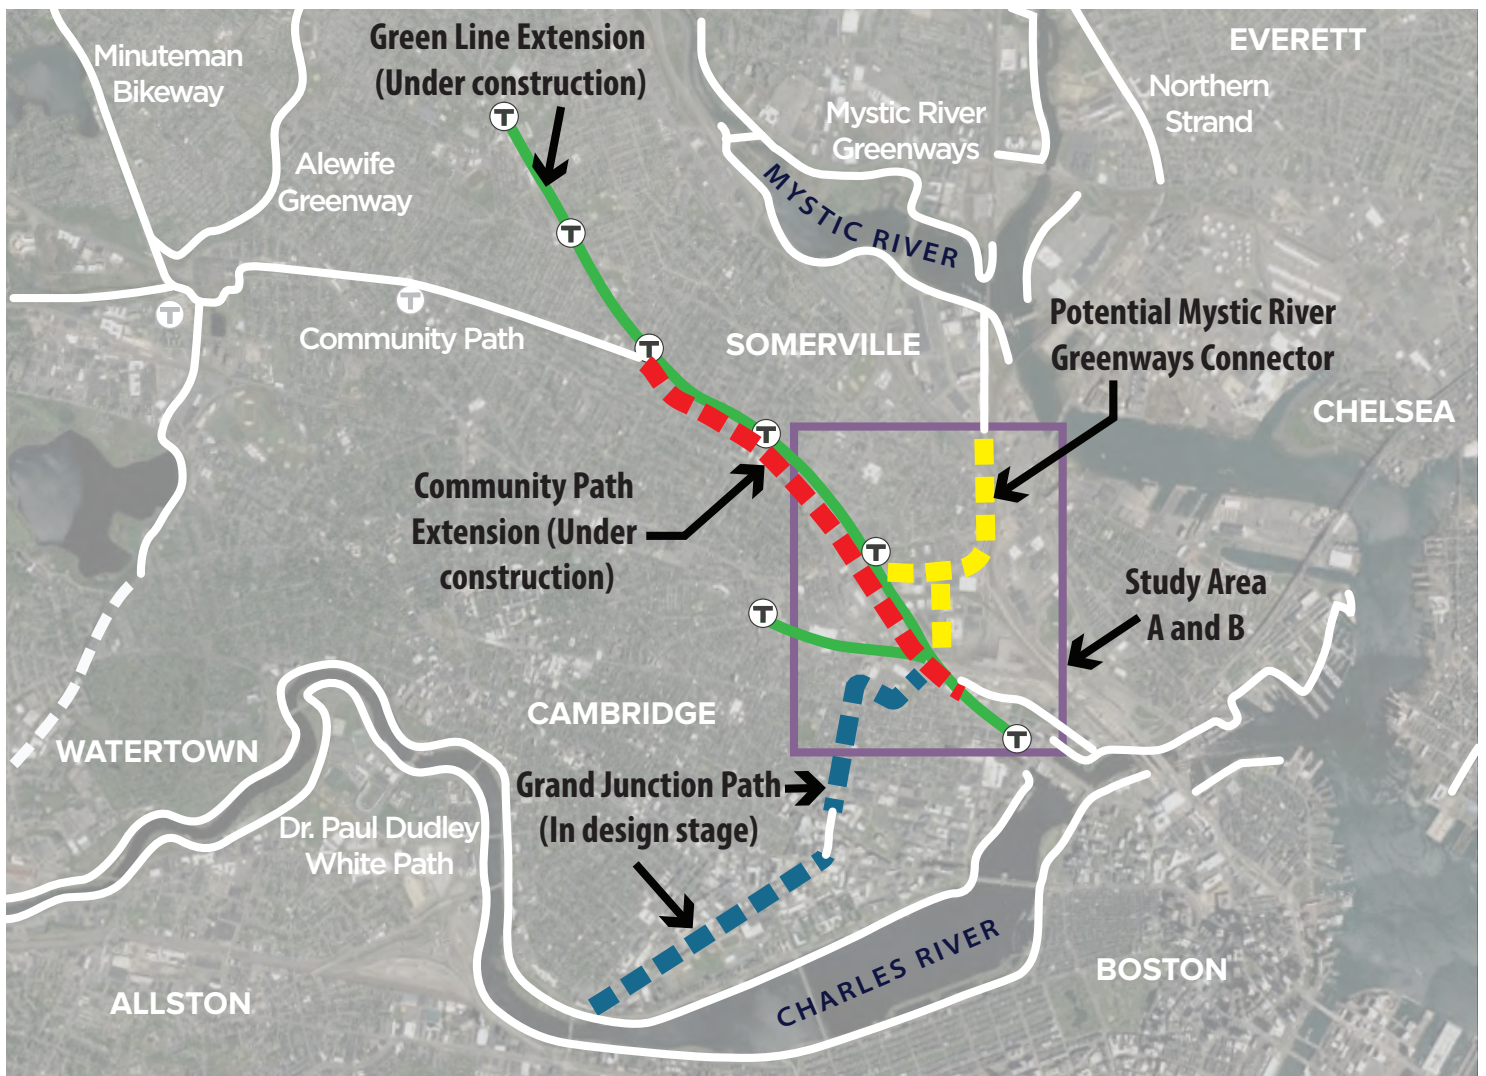 Green Line Extension
(Under construction)
EVERETT
Minuteman
Bikeway
Northern
Strand
Mystic River
Greenways
Alewife
Greenway
T
T
MYSTIC RIVER
T
T
Community Path
T
SOMERVILLE
Potential Mystic River
Greenways Connector
CHELSEA
T
Community Path
Extension (Under
construction)
T
Study Area
A and B
T
CAMBRIDGE
T
WATERTOWN
Grand Junction Path
(In design stage)
Dr. Paul Dudley
White Path
CHARLES RIVER
BOSTON
ALLSTON